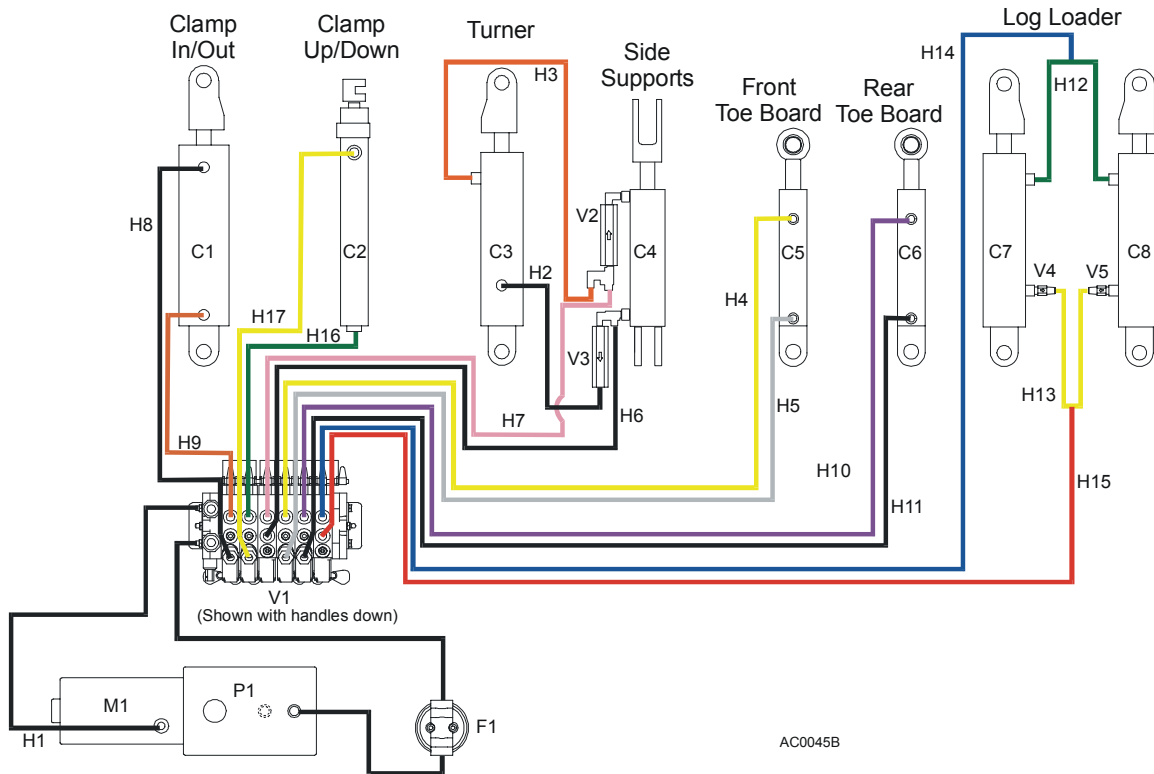 Clamp
In/Out
Clamp
Up/Down
Turner
Side
Supports
Front
Toe Board
Rear
Toe Board
Log Loader
H14
H3
H12
H8
V2
C1
C2
C3
H2
C4
H4
C5
C6
C7
C8
V4
V5
H17
H16
V3
H13
H7
H6
H5
H9
H10
H11
H15
V1
(Shown with handles down)
M1
P1
F1
H1
AC0045B